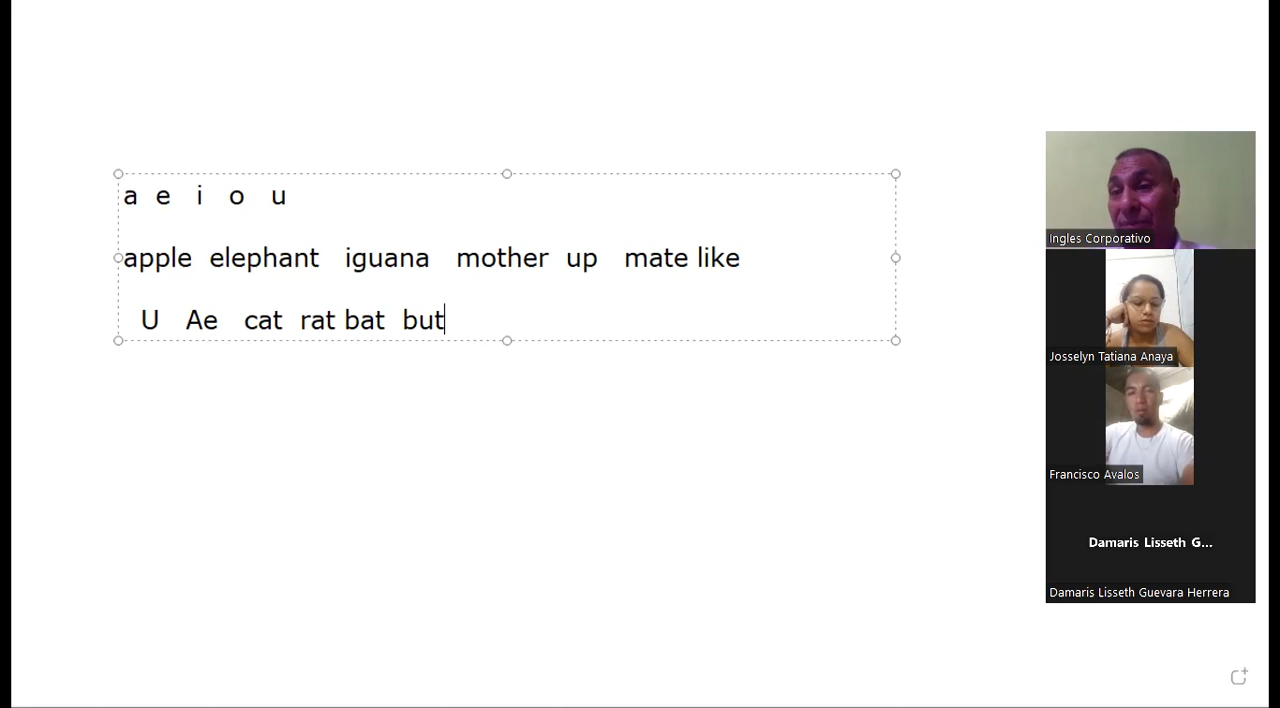 a e i o u
apple elephant iguana mother up mate like
U Ae cat rat bat but
Ingles Corporativo
Josselyn Tatiana Anaya
Francisco Avalos
Damaris Lisseth G...
Damaris Lisseth Guevara Herrera